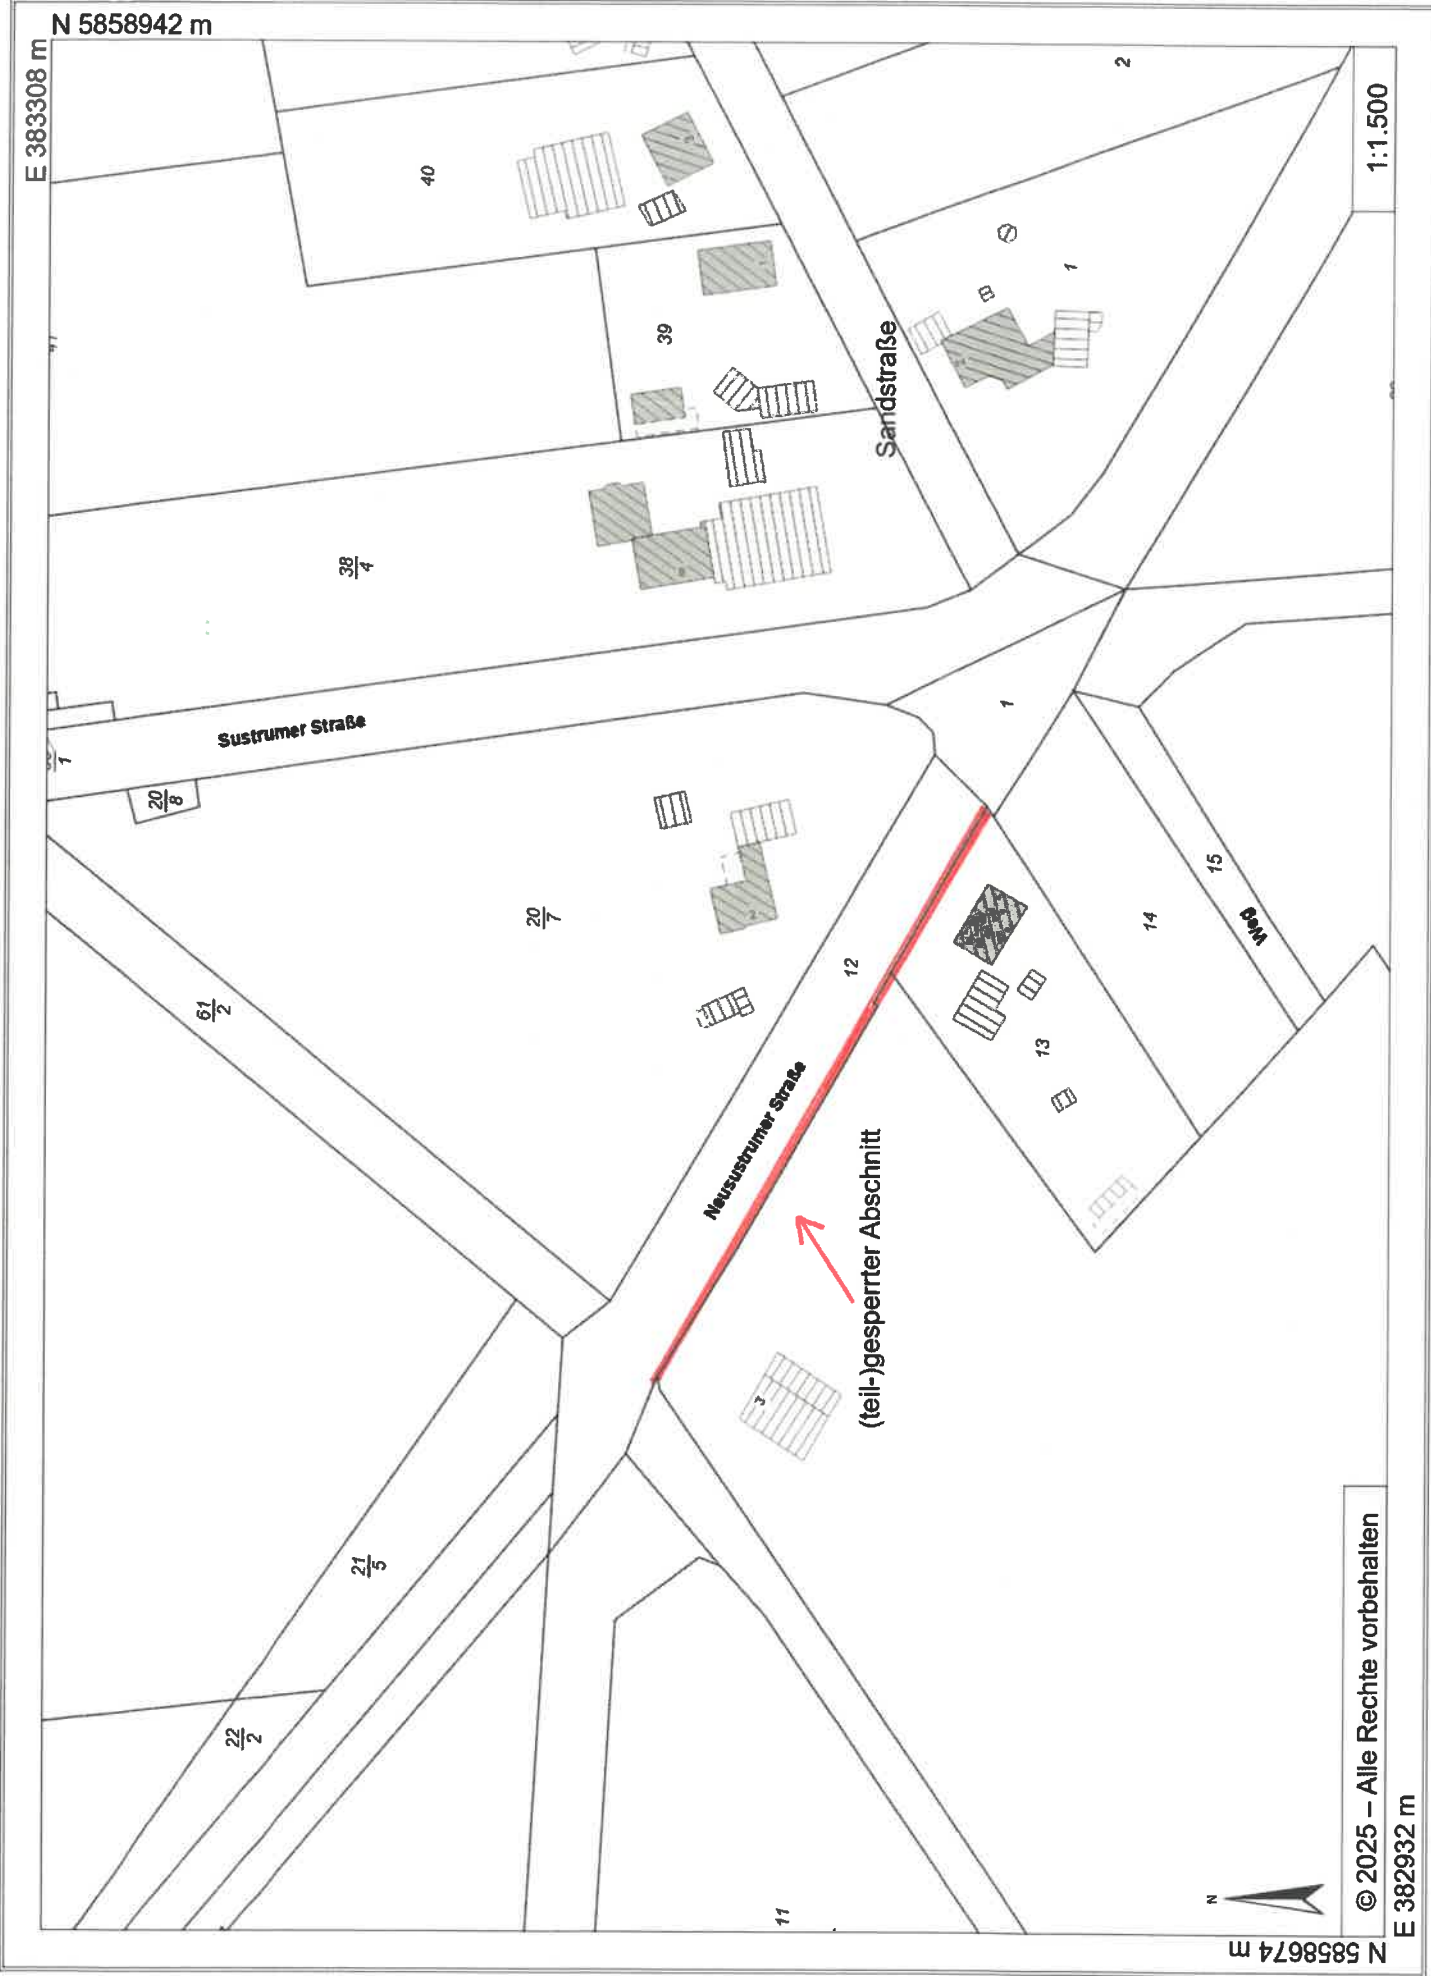 N 5858942 m
E 383308 m
2
40
1:1.500
1
39
Sandstraße
38
4
Sustrumer Straße
1
1
20
8
20
7
12
15
14
Weg
61
2
13
Neusustrumer Straße
(teil-)gesperrter Abschnitt
3
21
5
22
2
11
N
© 2025 – Alle Rechte vorbehalten
E 382932 m
N 5858674 m